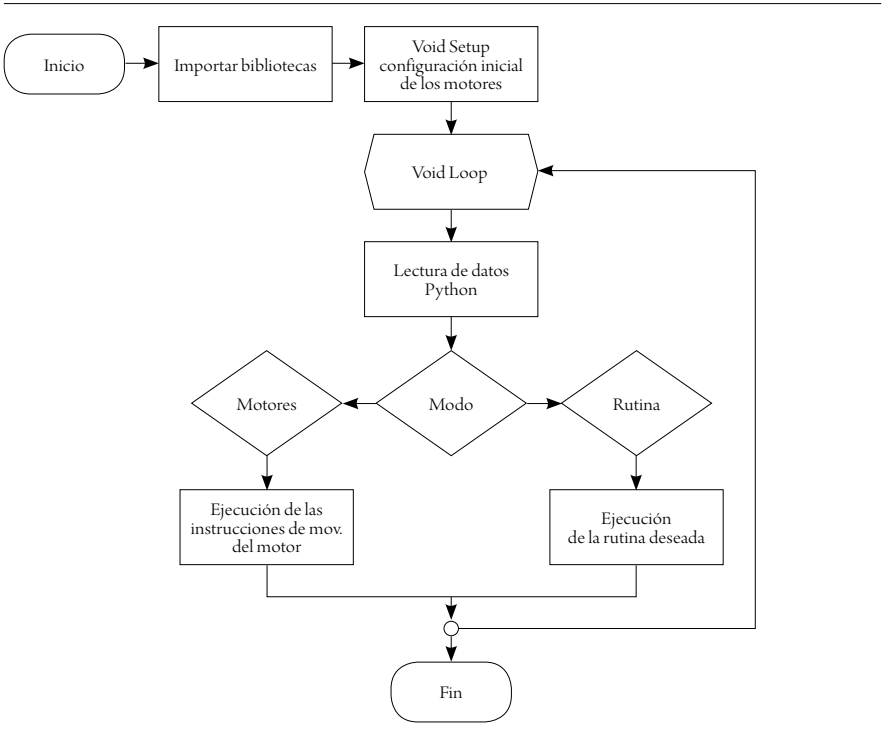 Inicio
Importar bibliotecas
Void Setup
configuración inicial
de los motores
Void Loop
Lectura de datos
Python
Motores
Modo
Rutina
Ejecución de las
instrucciones de mov.
del motor
Ejecución
de la rutina deseada
Fin